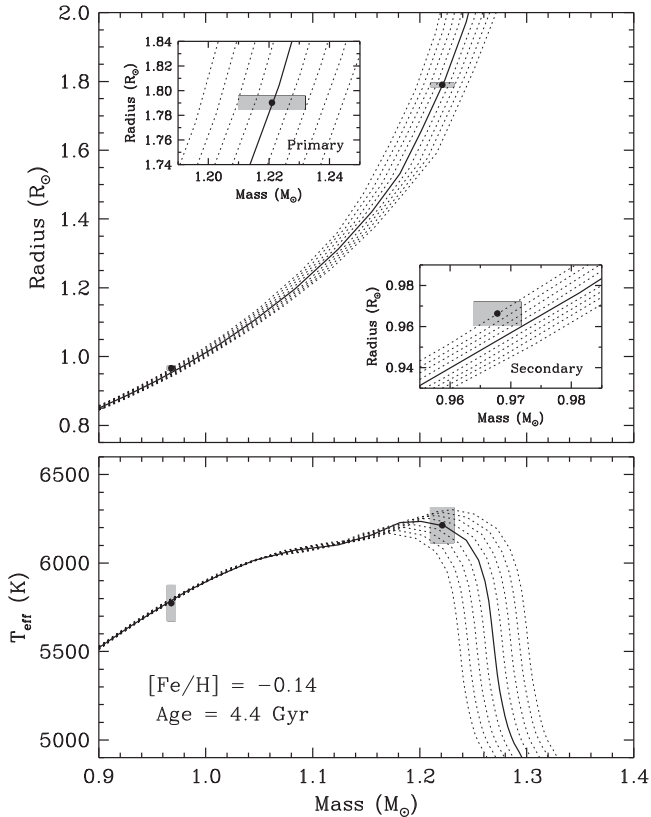 2.0
1.8
1.6
1.4
1.2
1.0
0.8
Radius (R⊙)
1.84
1.82
1.80
1.78
1.76
1.74
Radius (R⊙)
Primary
1.20 1.22 1.24
Mass (M⊙)
0.98
0.96
0.94
Radius (R⊙)
Secondary
0.96 0.97 0.98
Mass (M⊙)
6500
6000
5500
5000
Teff (K)
[Fe/H] = −0.14
Age = 4.4 Gyr
0.9 1.0 1.1 1.2 1.3 1.4
Mass (M⊙)